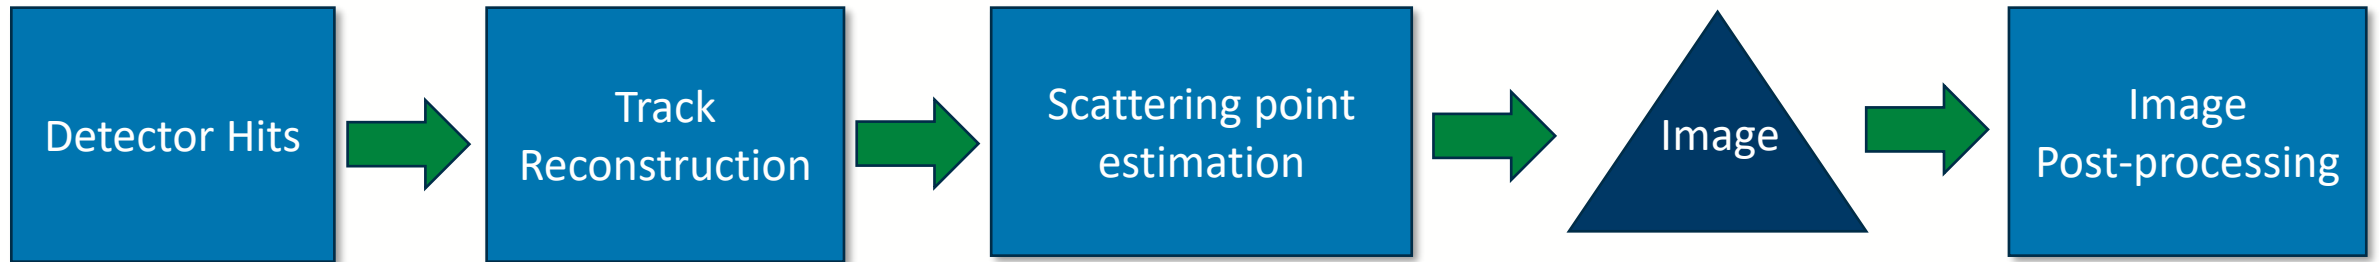 Detector Hits
Track
Reconstruction
Scattering point
estimation
Image
Image
Post-processing